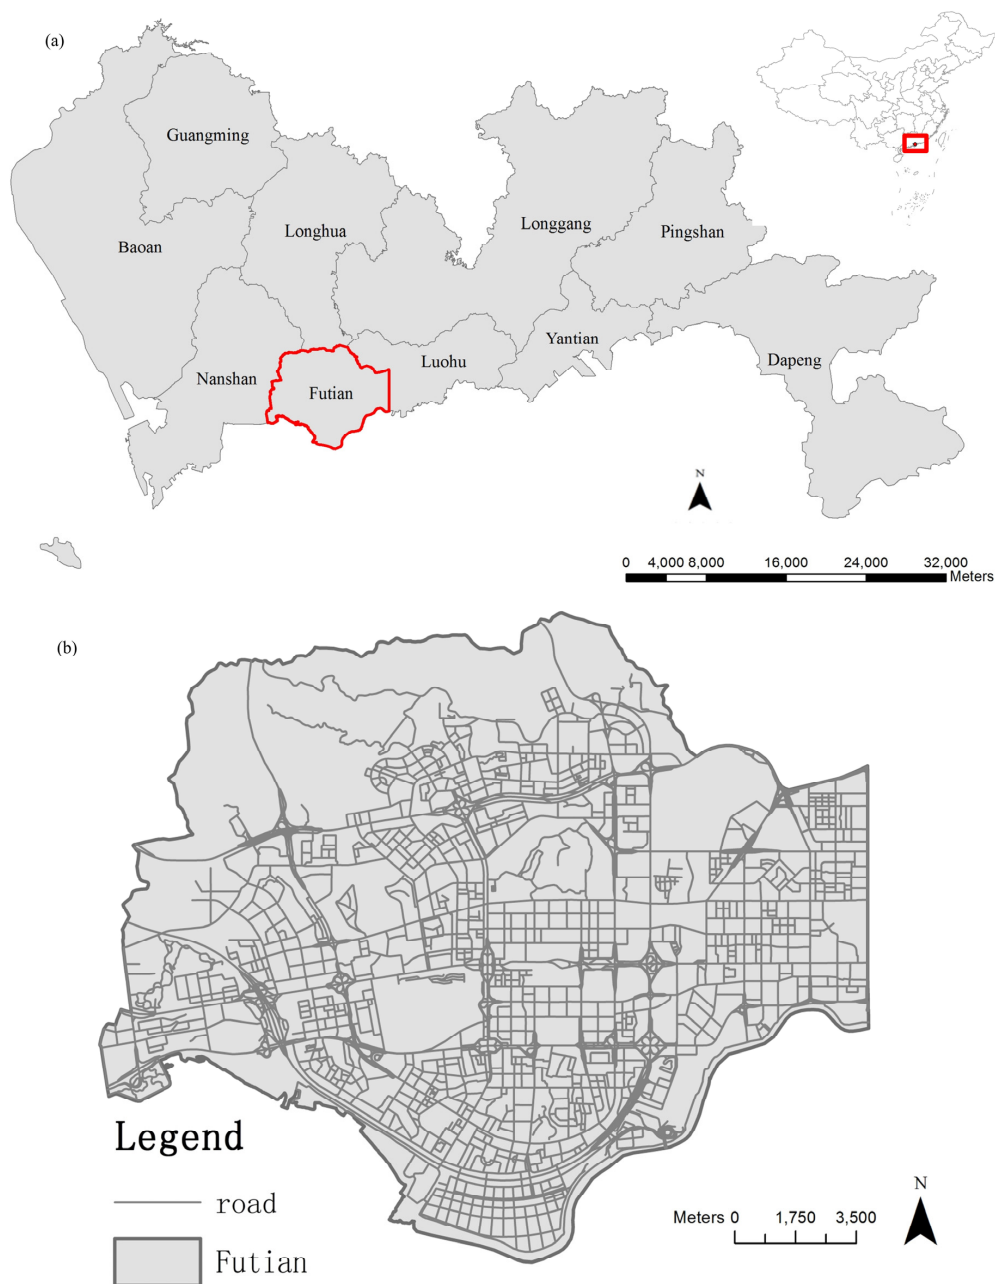 (a)
Guangming
Baoan
Longhua
Longgang
Pingshan
Nanshan
Futian
Luohu
Yantian
Dapeng
N
0 4,000 8,000 16,000 24,000 32,000
Meters
(b)
Legend
road
Futian
N
Meters 0 1,750 3,500